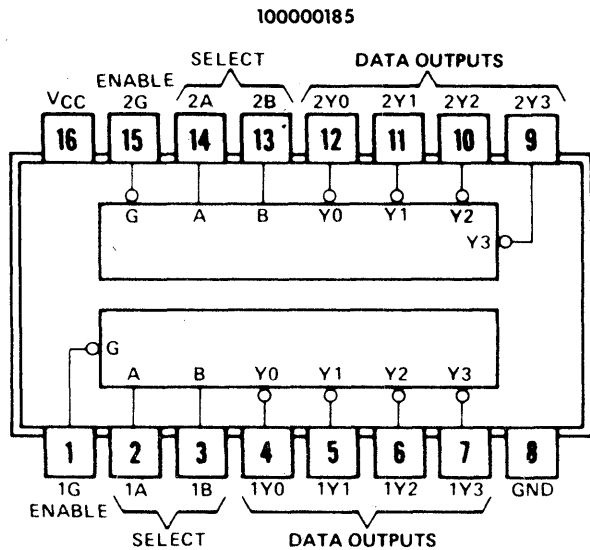 100000185
SELECT DATA OUTPUTS
ENABLE
VCC 2G 2A 2B 2Y0 2Y1 2Y2 2Y3
16 15 14 13 12 11 10 9
G A B Y0 Y1 Y2
Y3
G
A B Y0 Y1 Y2 Y3
1 2 3 4 5 6 7 8
1G 1A 1B 1Y0 1Y1 1Y2 1Y3 GND
ENABLE
SELECT DATA OUTPUTS